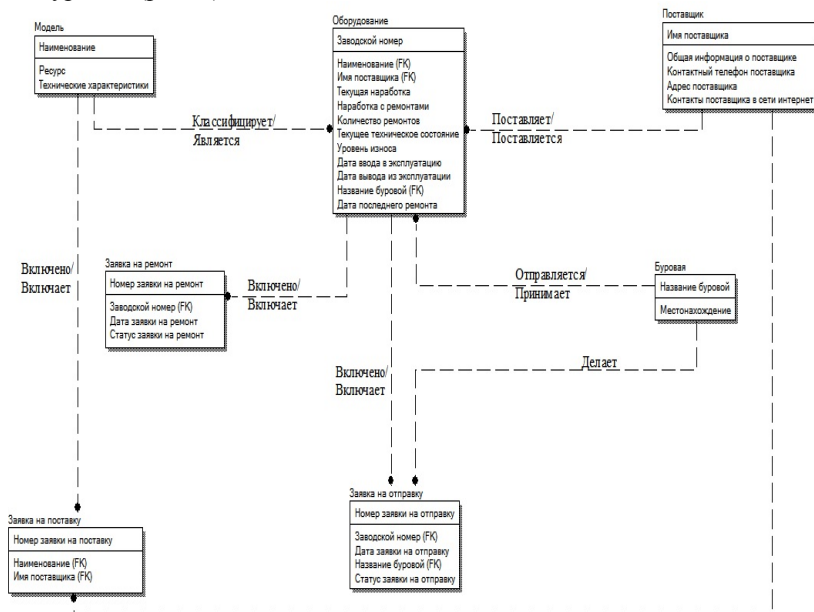 Модель
Наименование
Ресурс
Технические характеристики
Оборудование
Заводской номер
Наименование (FK)
Имя поставщика (FK)
Текущая наработка
Наработка с ремонтами
Количество ремонтов
Текущее техническое состояние
Уровень износа
Дата ввода в эксплуатацию
Дата вывода из эксплуатации
Название буровой (FK)
Дата последнего ремонта
Поставщик
Имя поставщика
Общая информация о поставщике
Контактный телефон поставщика
Адрес поставщика
Контакты поставщика в сети интернет
Классифицирует/
Является
Поставляет/
Поставляется
Включено/
Включает
Заявка на ремонт
Номер заявки на ремонт
Заводской номер (FK)
Дата заявки на ремонт
Статус заявки на ремонт
Включено/
Включает
Отправляется/
Принимает
Буровая
Название буровой
Местонахождение
Включено/
Включает
Делает
Заявка на поставку
Номер заявки на поставку
Наименование (FK)
Имя поставщика (FK)
Заявка на отправку
Номер заявки на отправку
Заводской номер (FK)
Дата заявки на отправку
Название буровой (FK)
Статус заявки на отправку